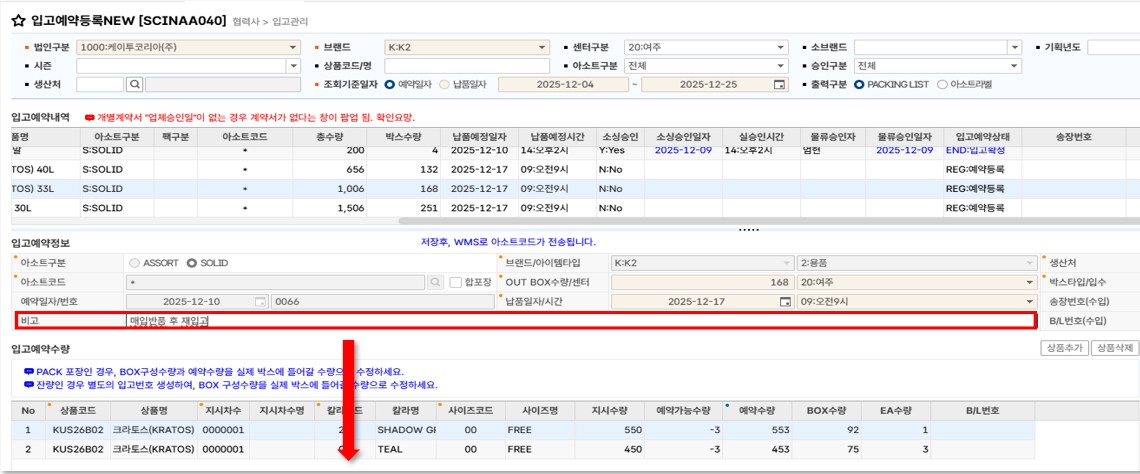 입고예약등록NEW [SCINAA040] 협력사 > 입고관리
법인구분 1000:케이투코리아(주) 브랜드 K:K2 센터구분 20:여주 소브랜드 기획년도
시즌 상품코드/명 아소트구분 전체 승인구분 전체
생산처 조회기준일자 예약일자 납품일자 2025-12-04 ~ 2025-12-25 출력구분 PACKING LIST 아소트라벨
입고예약내역 개별계약서 "업체승인일"이 없는 경우 계약서가 없다는 창이 팝업 됨. 확인요망.
품명 아소트구분 팩구분 아소트코드 총수량 박스수량 납품예정일자 납품예정시간 소싱승인 소싱승인일자 실승인시간 물류승인자 물류승인일자 입고예약상태 송장번호
말 S:SOLID * 200 4 2025-12-10 14:오후2시 Y:Yes 2025-12-09 14:오후2시 엄현 2025-12-09 END:입고확정
TOS) 40L S:SOLID * 656 132 2025-12-17 09:오전9시 N:No REG:예약등록
TOS) 33L S:SOLID * 1,006 168 2025-12-17 09:오전9시 N:No REG:예약등록
30L S:SOLID * 1,506 251 2025-12-17 09:오전9시 N:No REG:예약등록
입고예약정보 저장후, WMS로 아소트코드가 전송됩니다.
아소트구분 ASSORT SOLID 브랜드/아이템타입 K:K2 2:용품 생산처
아소트코드 * 합포장 OUT BOX수량/센터 168 20:여주 박스타입/입수
예약일자/번호 2025-12-10 0066 납품일자/시간 2025-12-17 09:오전9시 송장번호(수입)
비고 매입반품 후 재입고 B/L번호(수입)
입고예약수량 상품추가 상품삭제
PACK 포장인 경우, BOX구성수량과 예약수량을 실제 박스에 들어갈 수량으 수정하세요.
잔량인 경우 별도의 입고번호 생성하여, BOX 구성수량을 실제 박스에 들어갈 수량으로 수정하세요.
No 상품코드 상품명 지시차수 지시차수명 칼라 드 칼라명 사이즈코드 사이즈명 지시수량 예약가능수량 예약수량 BOX수량 EA수량 B/L번호
1 KUS26B02 크라토스(KRATOS) 0000001 2 SHADOW GI 00 FREE 550 -3 553 92 1
2 KUS26B02 크라토스(KRATOS) 0000001 TEAL 00 FREE 450 -3 453 75 3